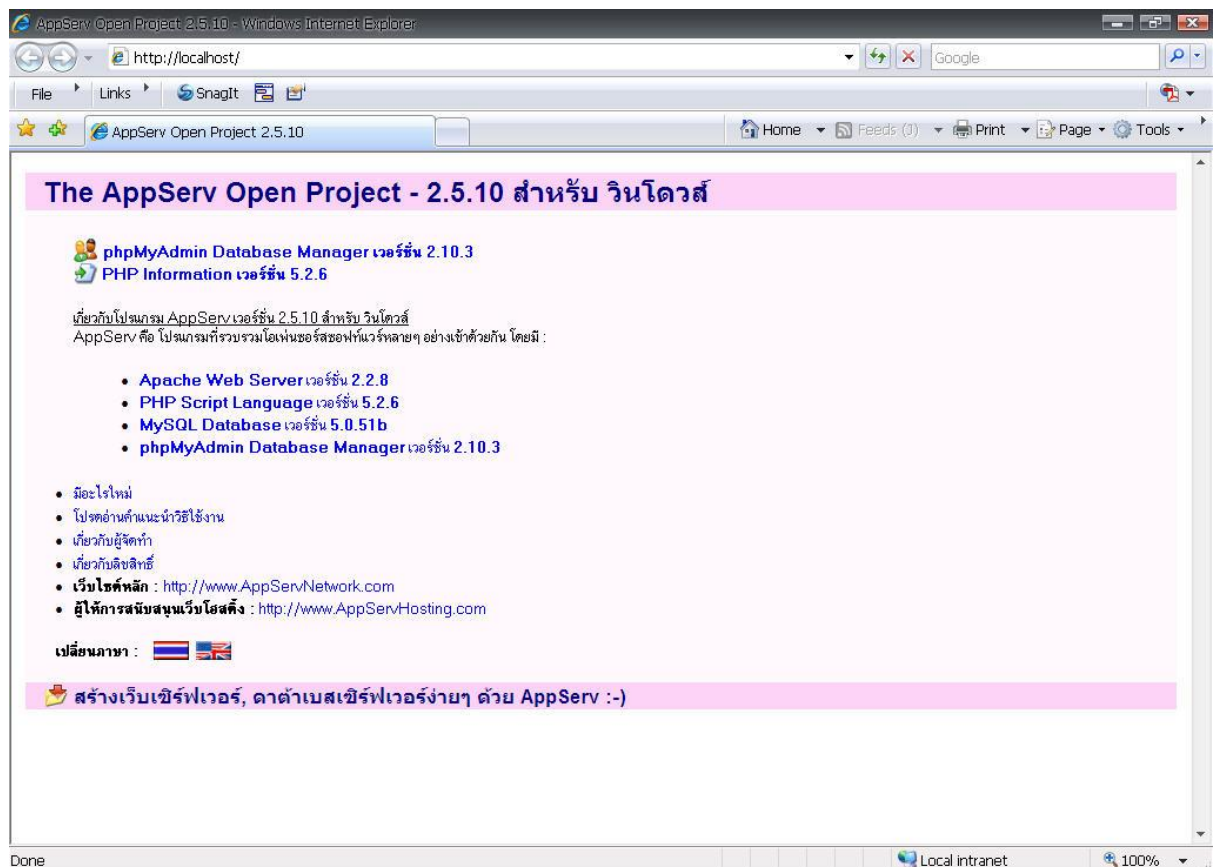 AppServ Open Project 2.5.10 - Windows Internet Explorer
http://localhost/
Google
File Links SnagIt
AppServ Open Project 2.5.10
Home Feeds (J) Print Page Tools
The AppServ Open Project - 2.5.10 สำหรับ วินโดวส์
phpMyAdmin Database Manager เวอร์ชั่น 2.10.3
PHP Information เวอร์ชั่น 5.2.6
เกี่ยวกับโปรแกรม AppServ เวอร์ชั่น 2.5.10 สำหรับ วินโดวส์
AppServ คือ โปรแกรมที่รวบรวมโอเพ่นซอร์สซอฟท์แวร์หลายๆ อย่างเข้าด้วยกัน โดยมี :
Apache Web Server เวอร์ชั่น 2.2.8
PHP Script Language เวอร์ชั่น 5.2.6
MySQL Database เวอร์ชั่น 5.0.51b
phpMyAdmin Database Manager เวอร์ชั่น 2.10.3
มีอะไรใหม่
โปรดอ่านคำแนะนำวิธีใช้งาน
เกี่ยวกับผู้จัดทำ
เกี่ยวกับลิขสิทธิ์
เว็บไซต์หลัก : http://www.AppServNetwork.com
ผู้ให้การสนับสนุนเว็บโฮสติ้ง : http://www.AppServHosting.com
เปลี่ยนภาษา :
สร้างเว็บเซิร์ฟเวอร์, ดาต้าเบสเซิร์ฟเวอร์ง่ายๆ ด้วย AppServ :-)
Done Local intranet 100%